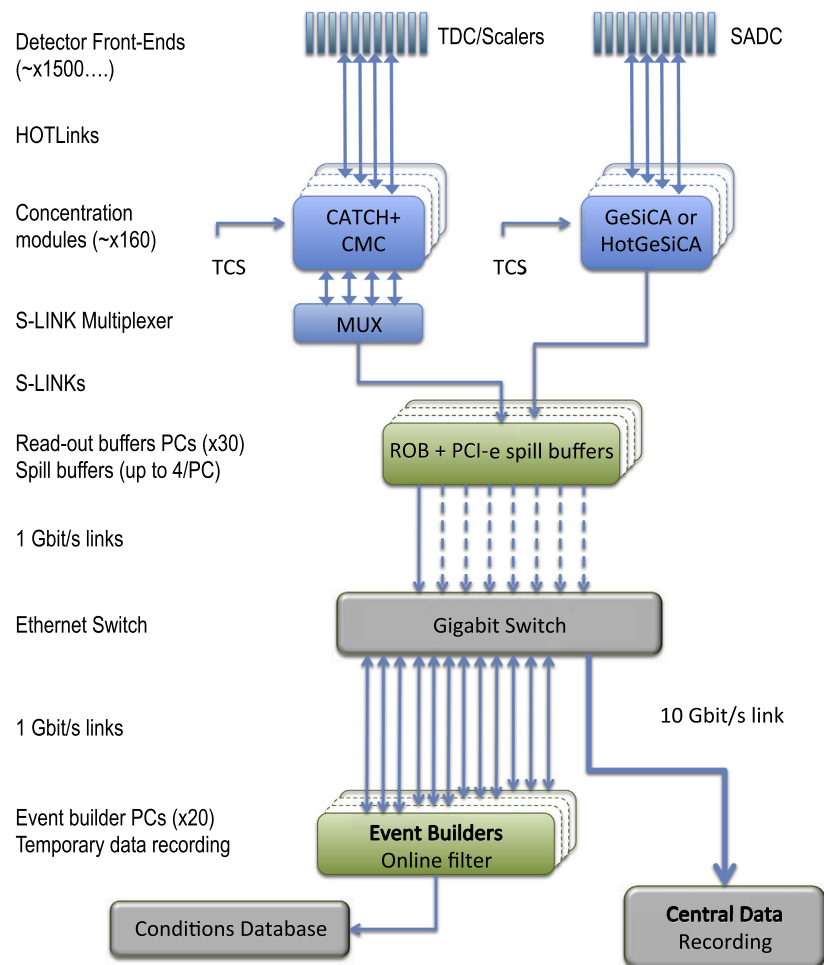 Detector Front-Ends
(~x1500....)
TDC/Scalers
SADC
HOTLinks
Concentration
modules (~x160)
TCS
CATCH+
CMC
TCS
GeSiCA or
HotGeSiCA
S-LINK Multiplexer
MUX
S-LINKs
Read-out buffers PCs (x30)
Spill buffers (up to 4/PC)
ROB + PCI-e spill buffers
1 Gbit/s links
Ethernet Switch
Gigabit Switch
1 Gbit/s links
10 Gbit/s link
Event builder PCs (x20)
Temporary data recording
Event Builders
Online filter
Conditions Database
Central Data
Recording